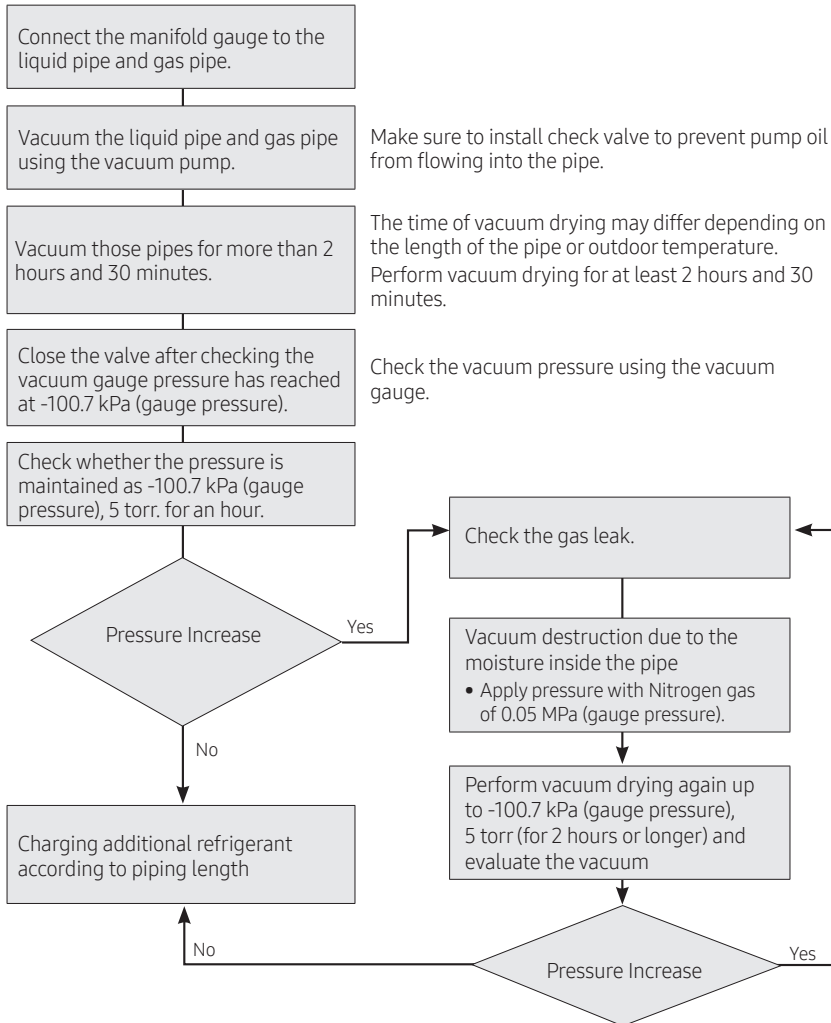 Connect the manifold gauge to the
liquid pipe and gas pipe.
Vacuum the liquid pipe and gas pipe
using the vacuum pump.
Make sure to install check valve to prevent pump oil
from flowing into the pipe.
Vacuum those pipes for more than 2
hours and 30 minutes.
The time of vacuum drying may differ depending on
the length of the pipe or outdoor temperature.
Perform vacuum drying for at least 2 hours and 30
minutes.
Close the valve after checking the
vacuum gauge pressure has reached
at -100.7 kPa (gauge pressure).
Check the vacuum pressure using the vacuum
gauge.
Check whether the pressure is
maintained as -100.7 kPa (gauge
pressure), 5 torr. for an hour.
Pressure Increase
Yes
Check the gas leak.
Vacuum destruction due to the
moisture inside the pipe
• Apply pressure with Nitrogen gas
of 0.05 MPa (gauge pressure).
No
Perform vacuum drying again up
to -100.7 kPa (gauge pressure),
5 torr (for 2 hours or longer) and
evaluate the vacuum
Charging additional refrigerant
according to piping length
No
Pressure Increase
Yes